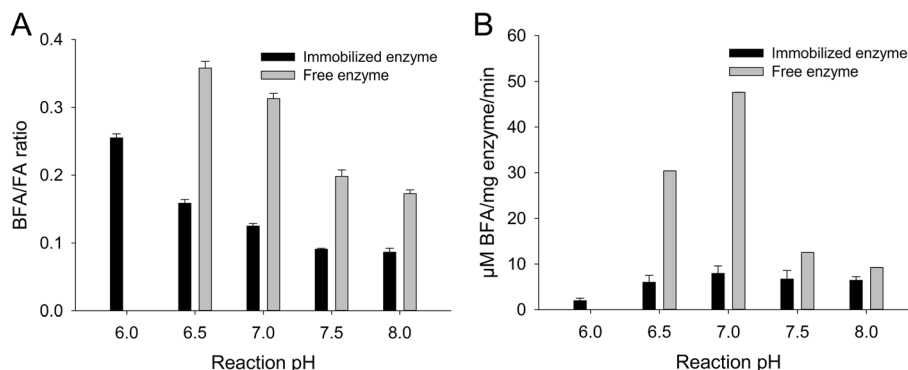 A
0.4
0.3
0.2
0.1
0.0
BFA/FA ratio
Immobilized enzyme
Free enzyme
6.0 6.5 7.0 7.5 8.0
Reaction pH
B
60
50
40
30
20
10
0
µM BFA/mg enzyme/min
Immobilized enzyme
Free enzyme
6.0 6.5 7.0 7.5 8.0
Reaction pH